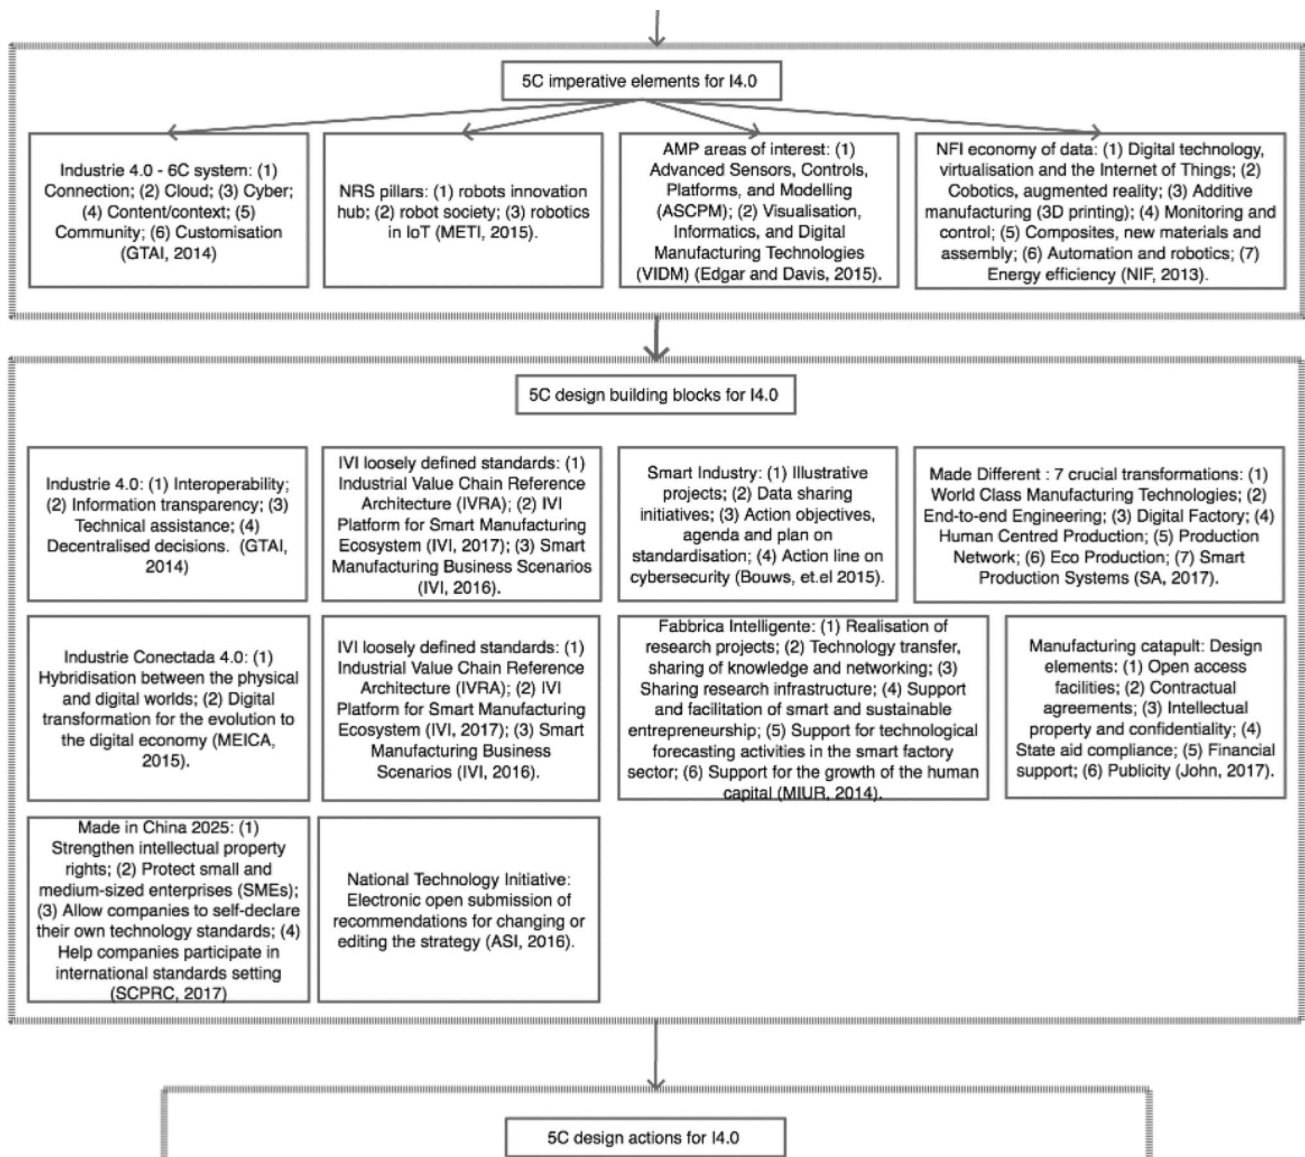 5C imperative elements for I4.0
Industrie 4.0 - 6C system: (1)
Connection; (2) Cloud; (3) Cyber;
(4) Content/context; (5)
Community; (6) Customisation
(GTAI, 2014)
NRS pillars: (1) robots innovation
hub; (2) robot society; (3) robotics
in IoT (METI, 2015).
AMP areas of interest: (1)
Advanced Sensors, Controls,
Platforms, and Modelling
(ASCPM); (2) Visualisation,
Informatics, and Digital
Manufacturing Technologies
(VIDM) (Edgar and Davis, 2015).
NFI economy of data: (1) Digital technology,
virtualisation and the Internet of Things; (2)
Cobotics, augmented reality; (3) Additive
manufacturing (3D printing); (4) Monitoring and
control; (5) Composites, new materials and
assembly; (6) Automation and robotics; (7)
Energy efficiency (NIF, 2013).
5C design building blocks for I4.0
Industrie 4.0: (1) Interoperability;
(2) Information transparency; (3)
Technical assistance; (4)
Decentralised decisions. (GTAI,
2014)
IVI loosely defined standards: (1)
Industrial Value Chain Reference
Architecture (IVRA); (2) IVI
Platform for Smart Manufacturing
Ecosystem (IVI, 2017); (3) Smart
Manufacturing Business Scenarios
(IVI, 2016).
Smart Industry: (1) Illustrative
projects; (2) Data sharing
initiatives; (3) Action objectives,
agenda and plan on
standardisation; (4) Action line on
cybersecurity (Bouws, et.el 2015).
Made Different : 7 crucial transformations: (1)
World Class Manufacturing Technologies; (2)
End-to-end Engineering; (3) Digital Factory; (4)
Human Centred Production; (5) Production
Network; (6) Eco Production; (7) Smart
Production Systems (SA, 2017).
Industrie Conectada 4.0: (1)
Hybridisation between the physical
and digital worlds; (2) Digital
transformation for the evolution to
the digital economy (MEICA,
2015).
IVI loosely defined standards: (1)
Industrial Value Chain Reference
Architecture (IVRA); (2) IVI
Platform for Smart Manufacturing
Ecosystem (IVI, 2017); (3) Smart
Manufacturing Business
Scenarios (IVI, 2016).
Fabbrica Intelligente: (1) Realisation of
research projects; (2) Technology transfer,
sharing of knowledge and networking; (3)
Sharing research infrastructure; (4) Support
and facilitation of smart and sustainable
entrepreneurship; (5) Support for technological
forecasting activities in the smart factory
sector; (6) Support for the growth of the human
capital (MIUR, 2014).
Manufacturing catapult: Design
elements: (1) Open access
facilities; (2) Contractual
agreements; (3) Intellectual
property and confidentiality; (4)
State aid compliance; (5) Financial
support; (6) Publicity (John, 2017).
Made in China 2025: (1)
Strengthen intellectual property
rights; (2) Protect small and
medium-sized enterprises (SMEs);
(3) Allow companies to self-declare
their own technology standards; (4)
Help companies participate in
international standards setting
(SCPRC, 2017)
National Technology Initiative:
Electronic open submission of
recommendations for changing or
editing the strategy (ASI, 2016).
5C design actions for I4.0